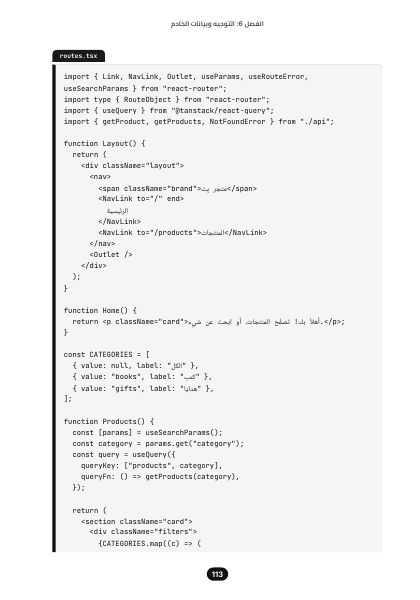 الفصل 6: التوجيه وبيانات الخادم
routes.tsx
import { Link, NavLink, Outlet, useParams, useRouteError,
useSearchParams } from "react-router";
import type { RouteObject } from "react-router";
import { useQuery } from "@tanstack/react-query";
import { getProduct, getProducts, NotFoundError } from "./api";

function Layout() {
  return (
    <div className="layout">
      <nav>
        <span className="brand">متجر بت</span>
        <NavLink to="/" end>
          الرئيسية
        </NavLink>
        <NavLink to="/products">المنتجات</NavLink>
      </nav>
      <Outlet />
    </div>
  );
}

function Home() {
  return <p className="card">أهلاً بك! تصفّح المنتجات، أو ابحث عن شيء.</p>;
}

const CATEGORIES = [
  { value: null, label: "الكل" },
  { value: "books", label: "كتب" },
  { value: "gifts", label: "هدايا" },
];

function Products() {
  const [params] = useSearchParams();
  const category = params.get("category");
  const query = useQuery({
    queryKey: ["products", category],
    queryFn: () => getProducts(category),
  });

  return (
    <section className="card">
      <div className="filters">
        {CATEGORIES.map((c) => (
113